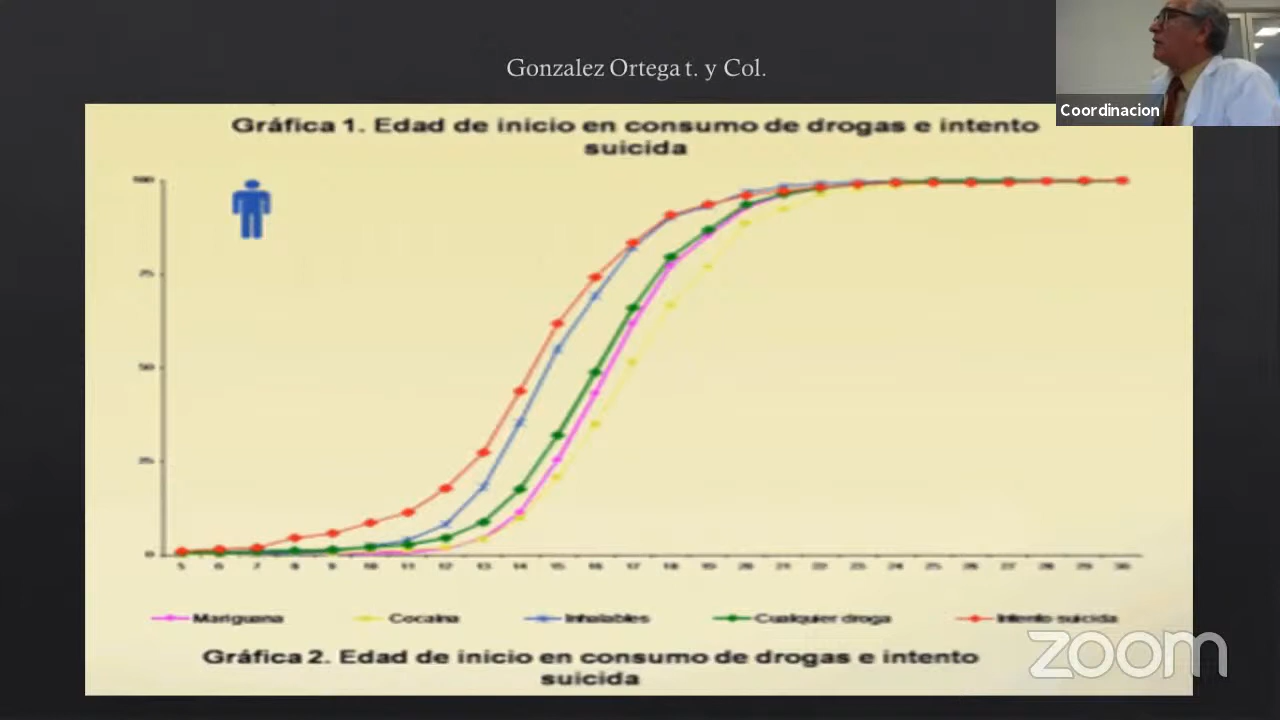 Gonzalez Ortega t. y Col.
Coordinacion
Gráfica 1. Edad de inicio en consumo de drogas e intento
suicida
100
75
50
25
0
5 6 7 8 9 10 11 12 13 14 15 16 17 18 19 20 21 22 23 24 25 26 27 28 29 30
Mariguana Cocaína Inhalables Cualquier droga Intento suicida
zoom
Gráfica 2. Edad de inicio en consumo de drogas e intento
suicida